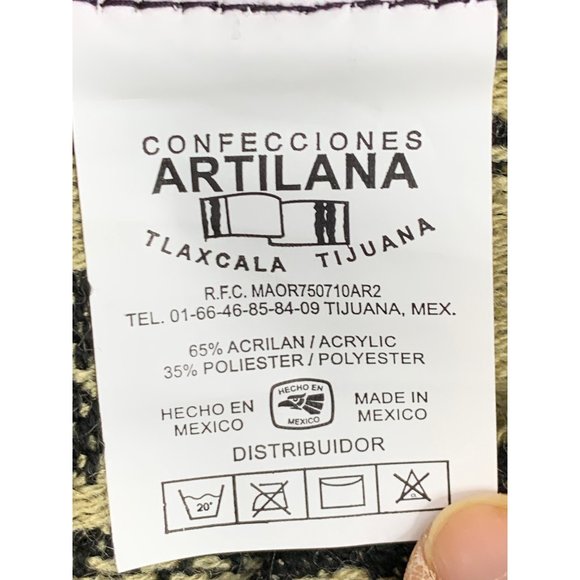 CONFECCIONES
ARTILANA
TLAXCALA TIJUANA
R.F.C. MAOR750710AR2
TEL. 01-66-46-85-84-09 TIJUANA, MEX.
65% ACRILAN / ACRYLIC
35% POLIESTER / POLYESTER
HECHO EN MEXICO
HECHO EN MEXICO
MADE IN MEXICO
DISTRIBUIDOR
20°
CL